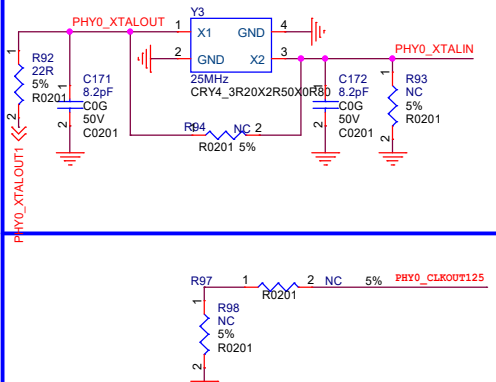 PHY0_XTALOUT
Y3
1 X1 GND 4
2 GND X2 3
PHY0_XTALIN
25MHz
CRY4_3R20X2R50X0R80
1
R92
22R
5%
R0201
2
PHY0_XTALOUT1
1
C171
8.2pF
C0G
50V
C0201
2
R94 NC 2
R0201 5%
1
C172
8.2pF
C0G
50V
C0201
2
1
R93
NC
5%
R0201
2
R97 1 2 NC 5% PHY0_CLKOUT125
R0201
1
R98
NC
5%
R0201
2